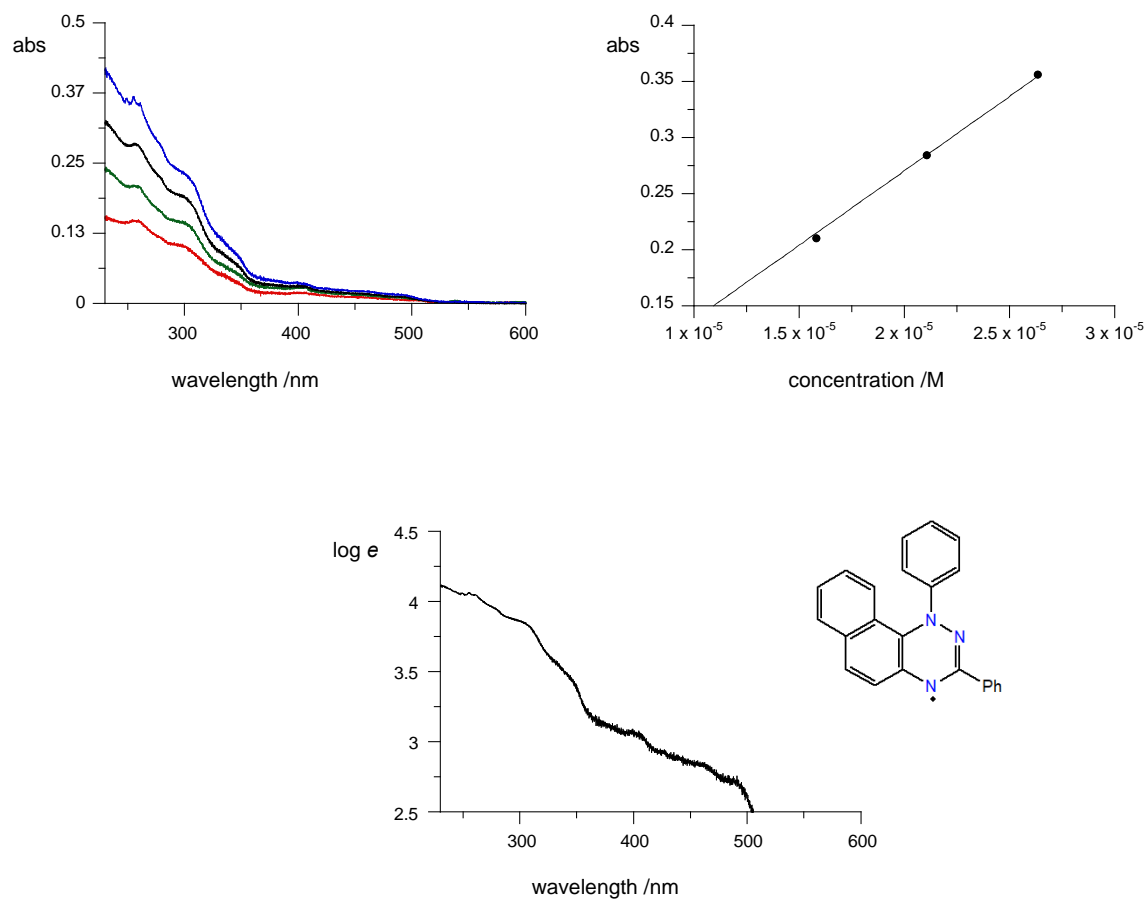 abs
0.5
0.37
0.25
0.13
0
300
400
500
600
wavelength /nm
abs
0.4
0.35
0.3
0.25
0.2
0.15
1 x 10⁻⁵
1.5 x 10⁻⁵
2 x 10⁻⁵
2.5 x 10⁻⁵
3 x 10⁻⁵
concentration /M
log e
4.5
4
3.5
3
2.5
300
400
500
600
wavelength /nm
N
N
N
Ph